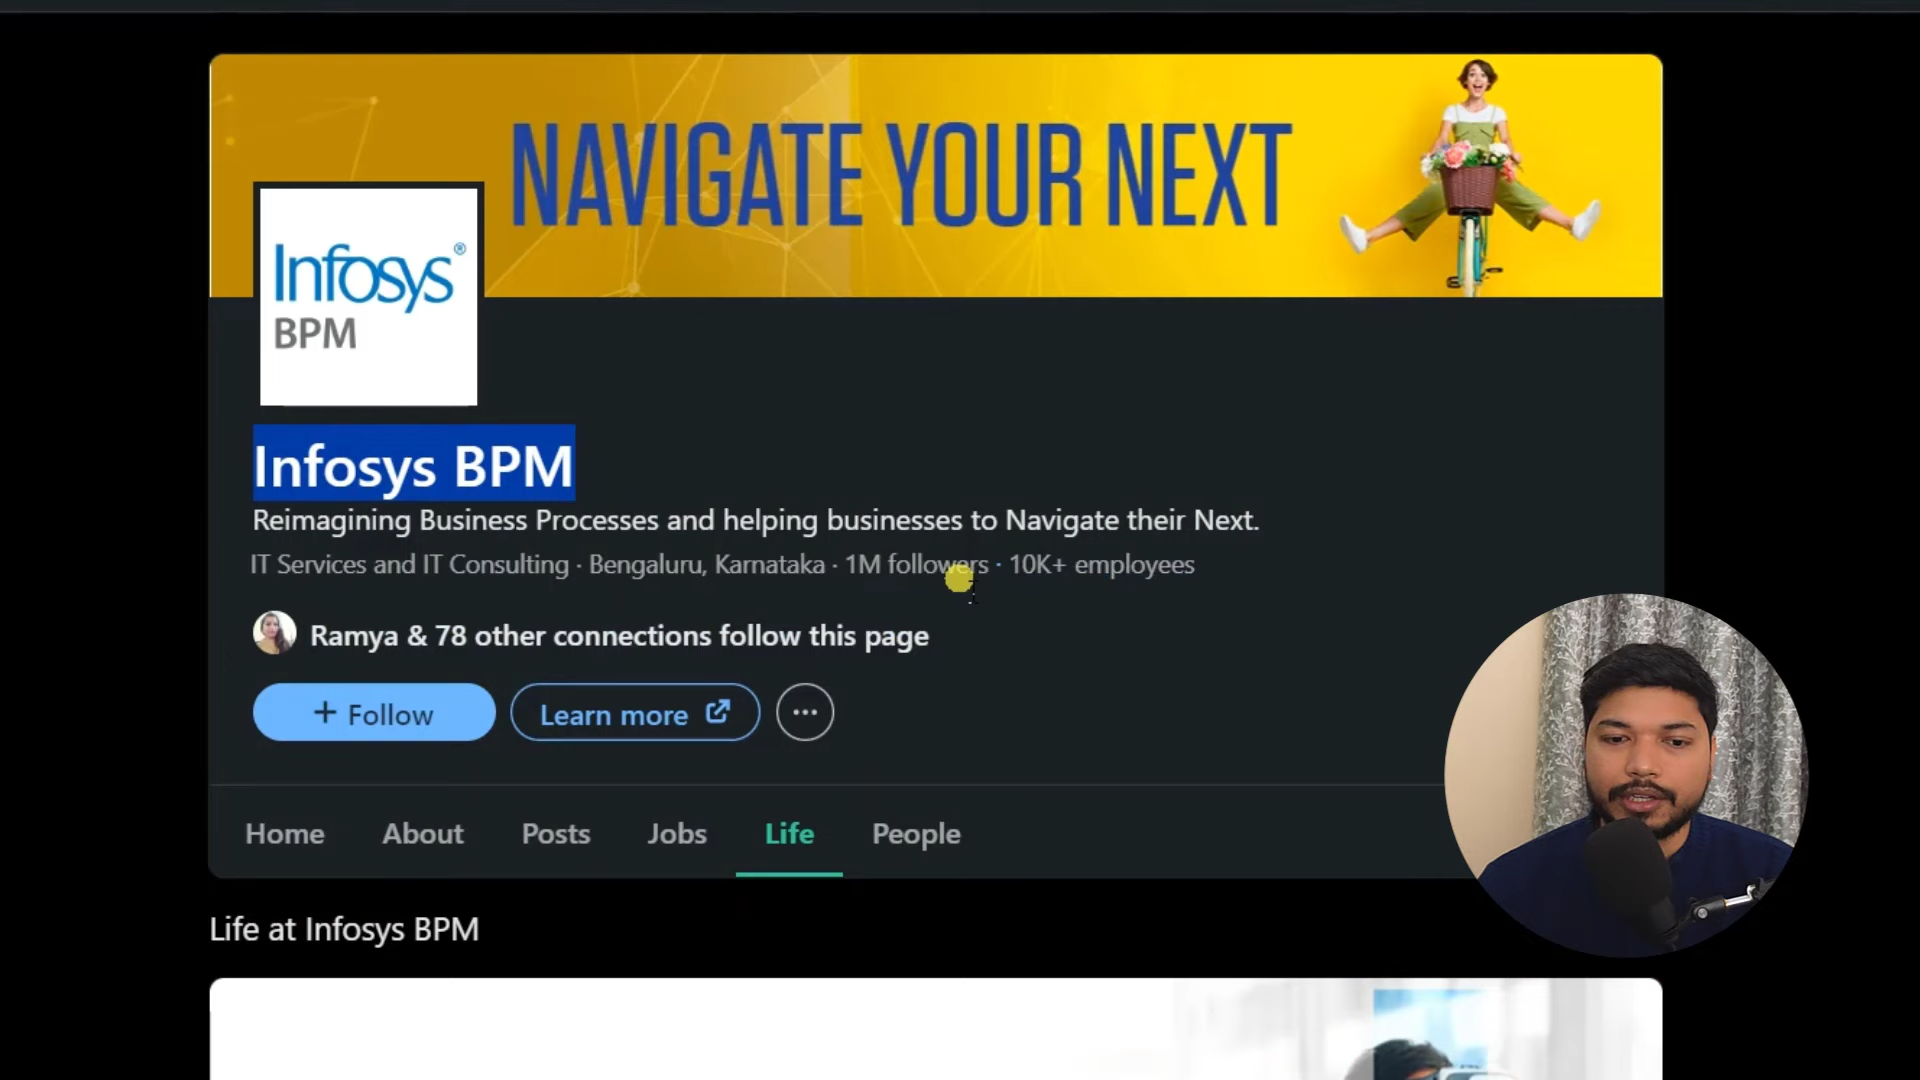 NAVIGATE YOUR NEXT
Infosys®
BPM
Infosys BPM
Reimagining Business Processes and helping businesses to Navigate their Next.
IT Services and IT Consulting · Bengaluru, Karnataka · 1M followers · 10K+ employees
Ramya & 78 other connections follow this page
+ Follow
Learn more
Home About Posts Jobs Life People
Life at Infosys BPM